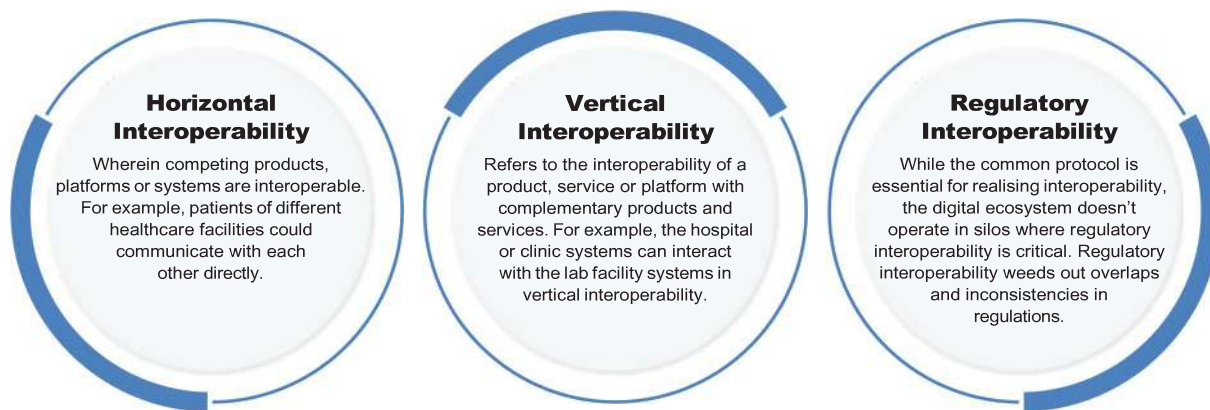 Horizontal
Interoperability
Wherein competing products,
platforms or systems are interoperable.
For example, patients of different
healthcare facilities could
communicate with each
other directly.
Vertical
Interoperability
Refers to the interoperability of a
product, service or platform with
complementary products and
services. For example, the hospital
or clinic systems can interact
with the lab facility systems in
vertical interoperability.
Regulatory
Interoperability
While the common protocol is
essential for realising interoperability,
the digital ecosystem doesn’t
operate in silos where regulatory
interoperability is critical. Regulatory
interoperability weeds out overlaps
and inconsistencies in
regulations.